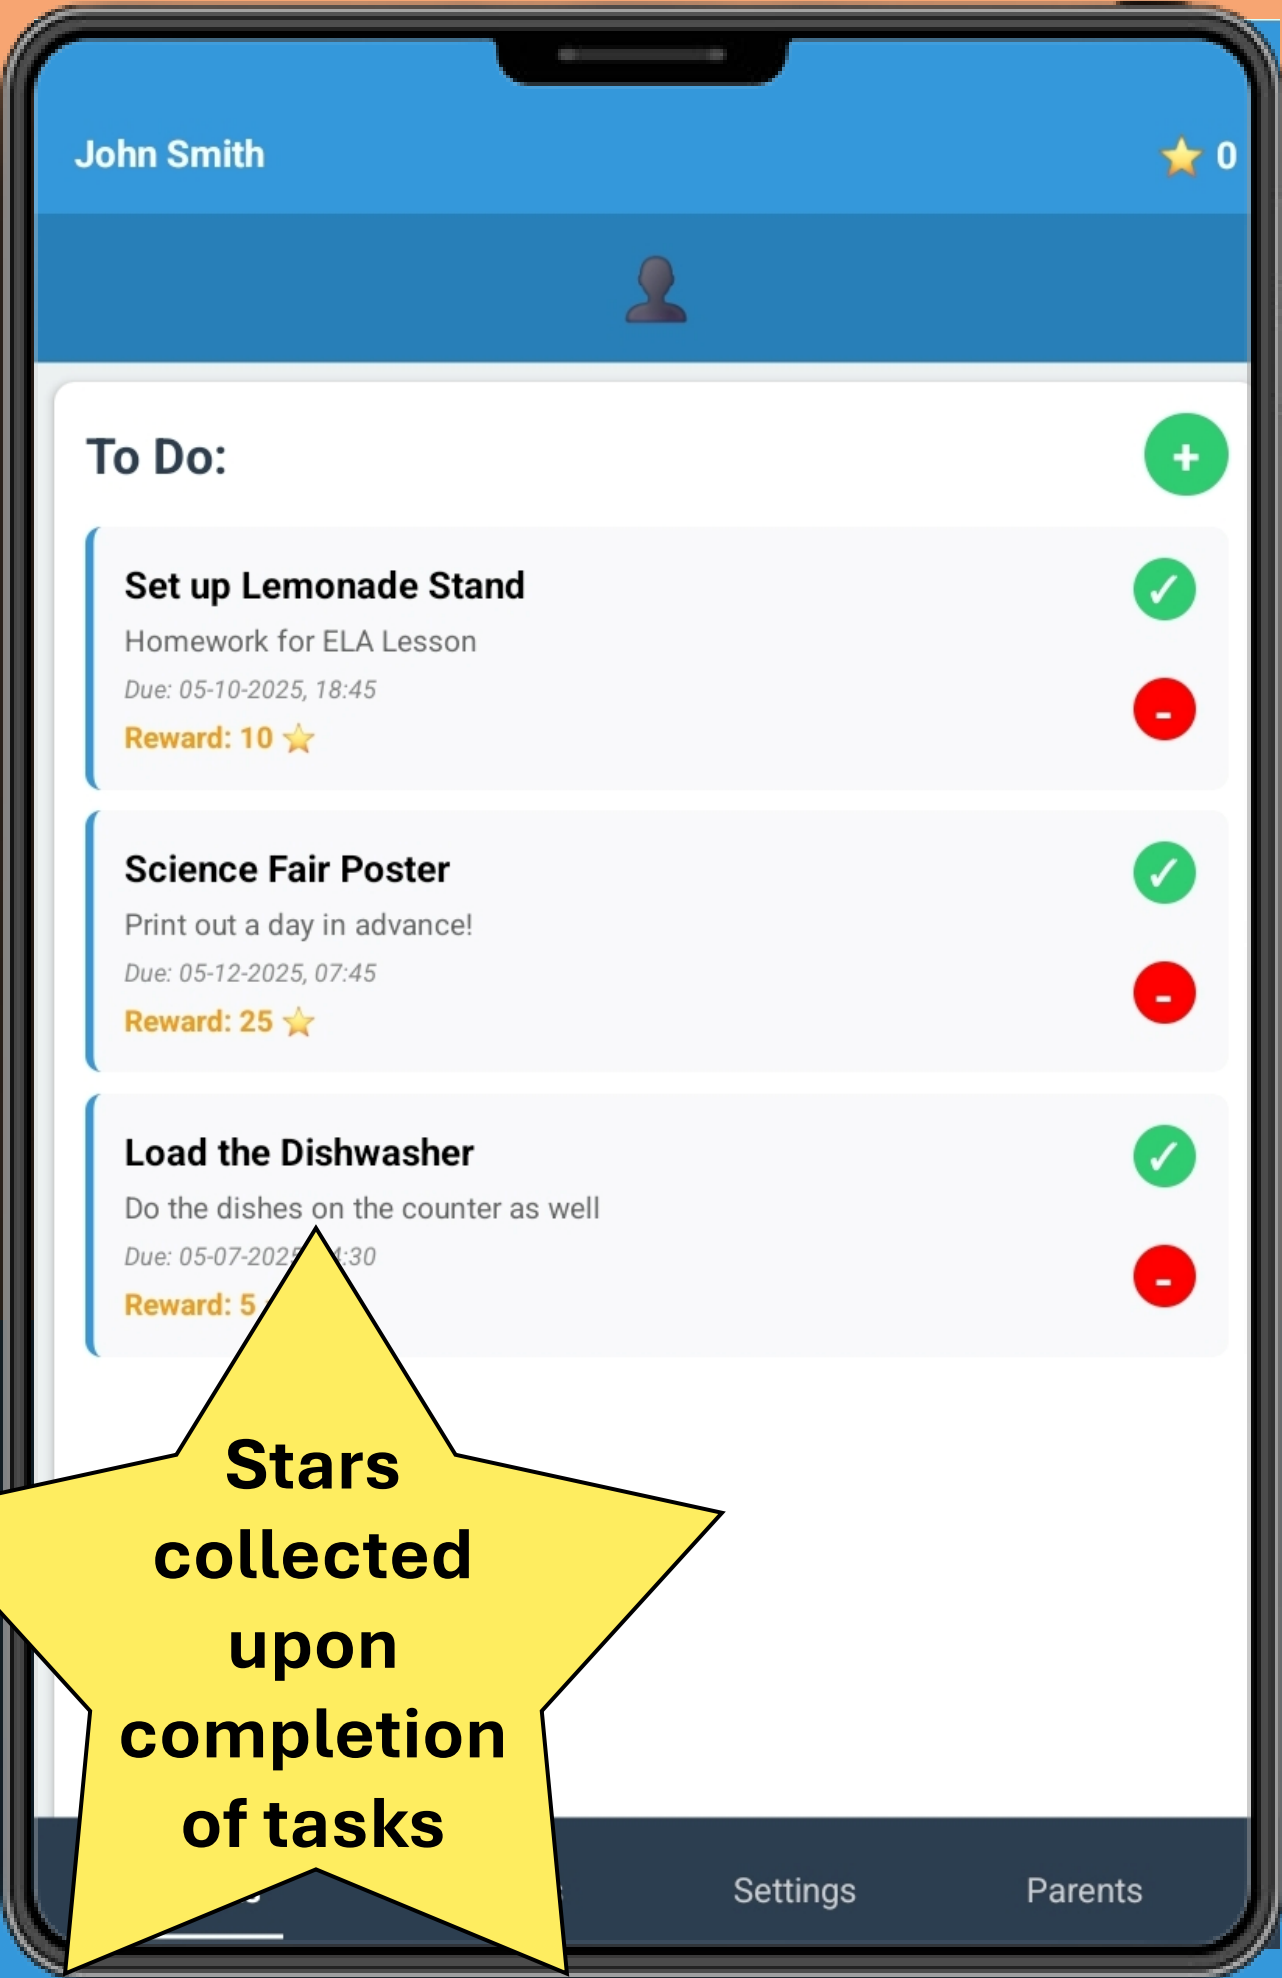 John Smith
⭐ 0
To Do:
+
Set up Lemonade Stand
✓
Homework for ELA Lesson
Due: 05-10-2025, 18:45
-
Reward: 10 ⭐
Science Fair Poster
✓
Print out a day in advance!
Due: 05-12-2025, 07:45
-
Reward: 25 ⭐
Load the Dishwasher
✓
Do the dishes on the counter as well
Due: 05-07-202 :30
-
Reward: 5
Stars
collected
upon
completion
of tasks
Settings
Parents